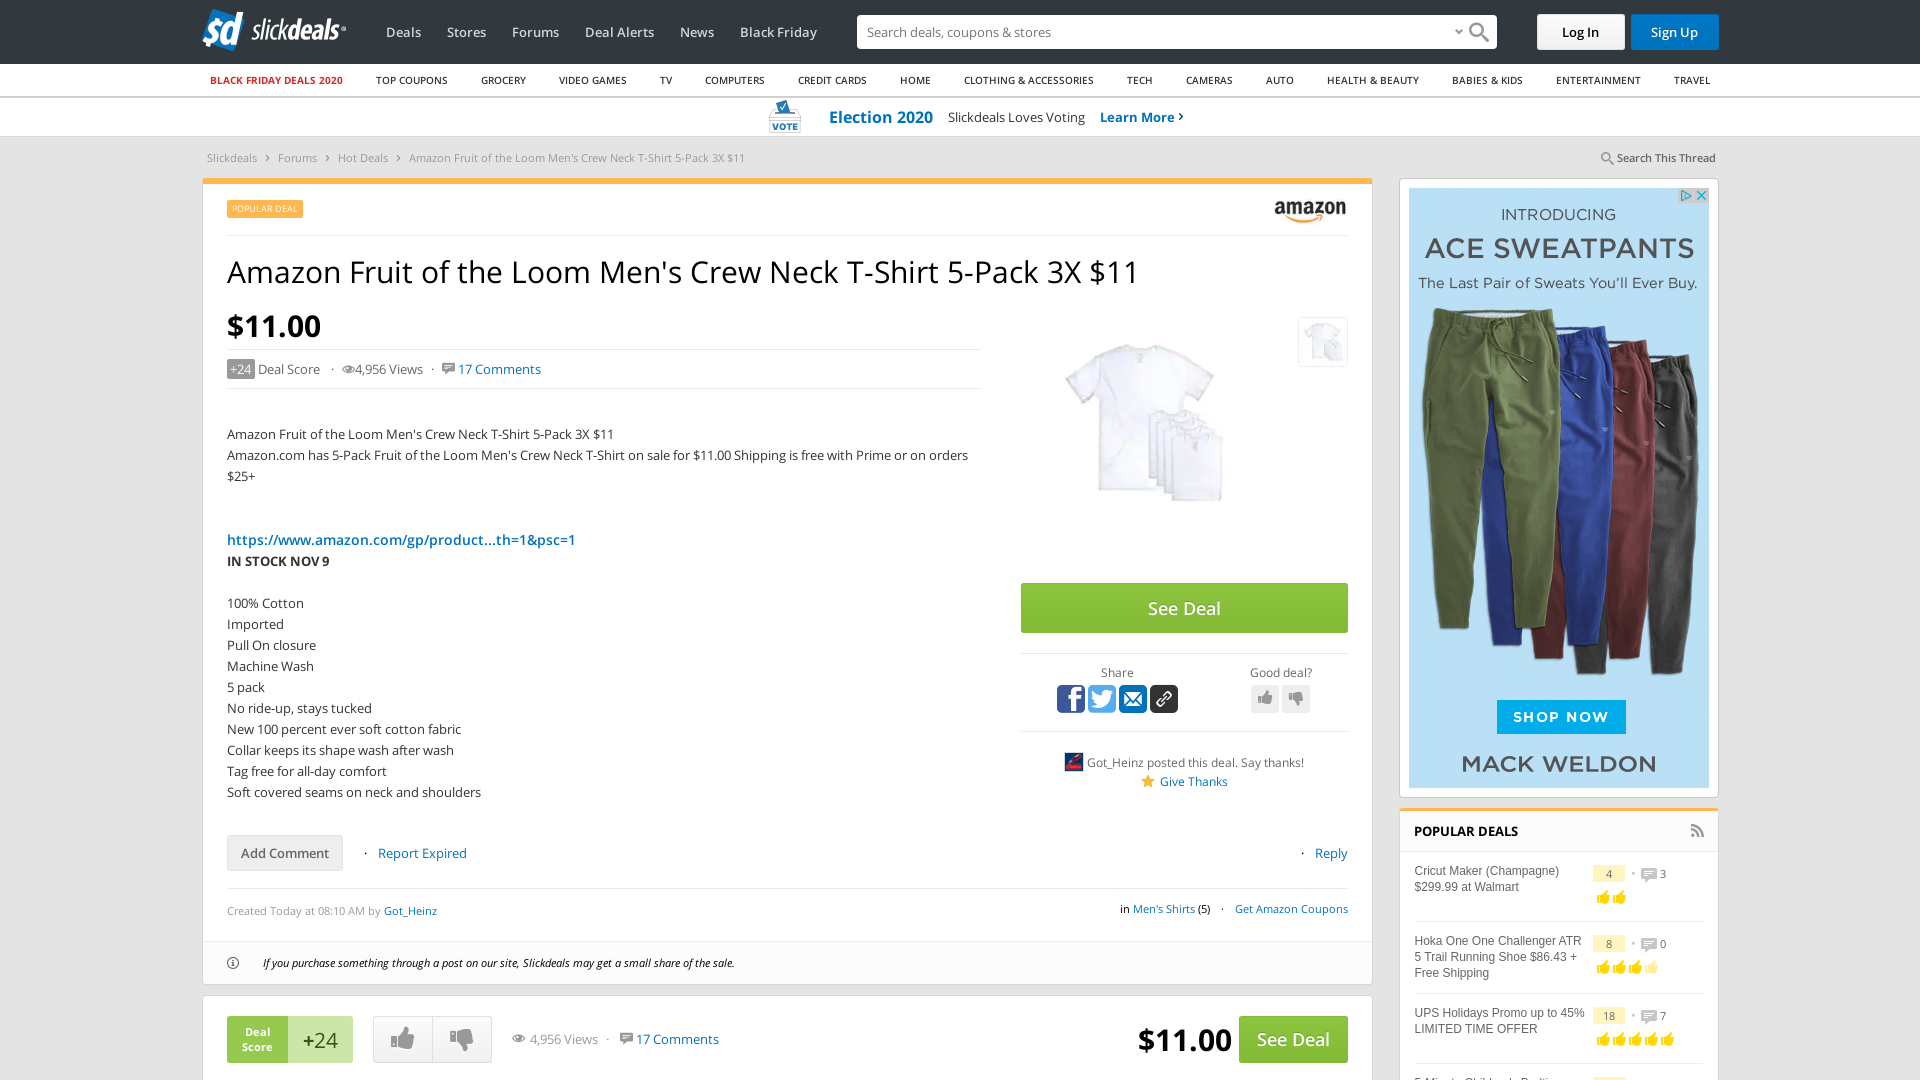 slickdeals
Deals
Stores
Forums
Deal Alerts
News
Black Friday
Search deals, coupons & shopping
Log In
Sign Up
BLACK FRIDAY DEALS 2020
TOP COUPONS
GROCERY
VIDEO GAMES
TV
COMPUTERS
CREDIT CARDS
HOME
CLOTHING & ACCESSORIES
TECH
CAMERAS
AUTO
HEALTH & BEAUTY
BABIES & KIDS
ENTERTAINMENT
TRAVEL
VOTE
Election 2020 Slickdeals Loves Voting Learn More
Slickdeals › Forums › Hot Deals › Amazon Fruit of the Loom Men's Crew Neck T-Shirt 5-Pack 3X $11
Search This Thread
POPULAR DEAL
amazon
Amazon Fruit of the Loom Men's Crew Neck T-Shirt 5-Pack 3X $11
$11.00
+24 Deal Score · 4,956 Views · 17 Comments
Amazon Fruit of the Loom Men's Crew Neck T-Shirt 5-Pack 3X $11
Amazon.com has 5-Pack Fruit of the Loom Men's Crew Neck T-Shirt on sale for $11.00 Shipping is free with Prime or on orders
$25+
https://www.amazon.com/gp/product...th=1&psc=1
IN STOCK NOV 9
100% Cotton
Imported
Pull On closure
Machine Wash
5 pack
No ride-up, stays tucked
New 100 percent ever soft cotton fabric
Collar keeps its shape wash after wash
Tag free for all-day comfort
Soft covered seams on neck and shoulders
See Deal
Share
Good deal?
Got_Heinz posted this deal. Say thanks!
Give Thanks
Add Comment
· Report Expired
· Reply
Created Today at 08:10 AM by Got_Heinz
in Men's Shirts (5) · Get Amazon Coupons
If you purchase something through a post on our site, Slickdeals may get a small share of the sale.
Deal
Score
+24
4,956 Views · 17 Comments
$11.00
See Deal
INTRODUCING
ACE SWEATPANTS
The Last Pair of Sweats You'll Ever Buy.
SHOP NOW
MACK WELDON
POPULAR DEALS
Cricut Maker (Champagne)
$299.99 at Walmart
4 • 3
Hoka One One Challenger ATR
5 Trail Running Shoe $86.43 +
Free Shipping
8 • 0
UPS Holidays Promo up to 45%
LIMITED TIME OFFER
18 • 7